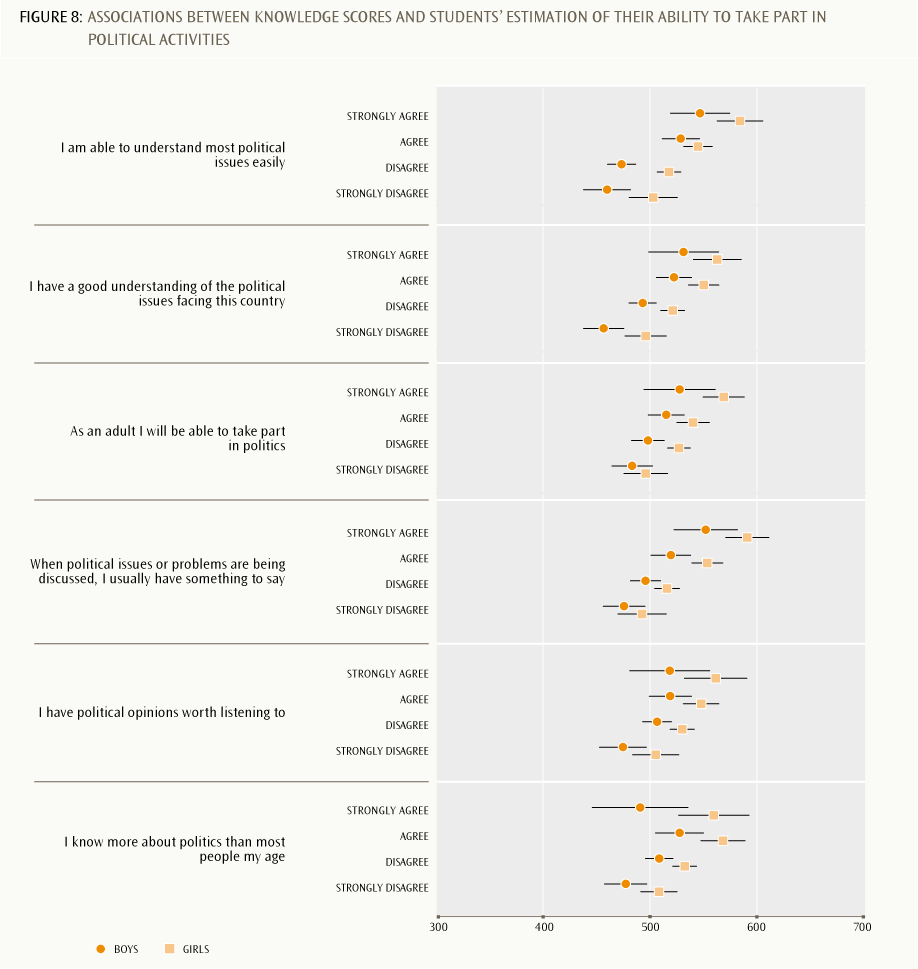 FIGURE 8: ASSOCIATIONS BETWEEN KNOWLEDGE SCORES AND STUDENTS’ ESTIMATION OF THEIR ABILITY TO TAKE PART IN
POLITICAL ACTIVITIES
I am able to understand most political
issues easily
STRONGLY AGREE
AGREE
DISAGREE
STRONGLY DISAGREE
I have a good understanding of the political
issues facing this country
STRONGLY AGREE
AGREE
DISAGREE
STRONGLY DISAGREE
As an adult I will be able to take part
in politics
STRONGLY AGREE
AGREE
DISAGREE
STRONGLY DISAGREE
When political issues or problems are being
discussed, I usually have something to say
STRONGLY AGREE
AGREE
DISAGREE
STRONGLY DISAGREE
I have political opinions worth listening to
STRONGLY AGREE
AGREE
DISAGREE
STRONGLY DISAGREE
I know more about politics than most
people my age
STRONGLY AGREE
AGREE
DISAGREE
STRONGLY DISAGREE
300 400 500 600 700
BOYS GIRLS